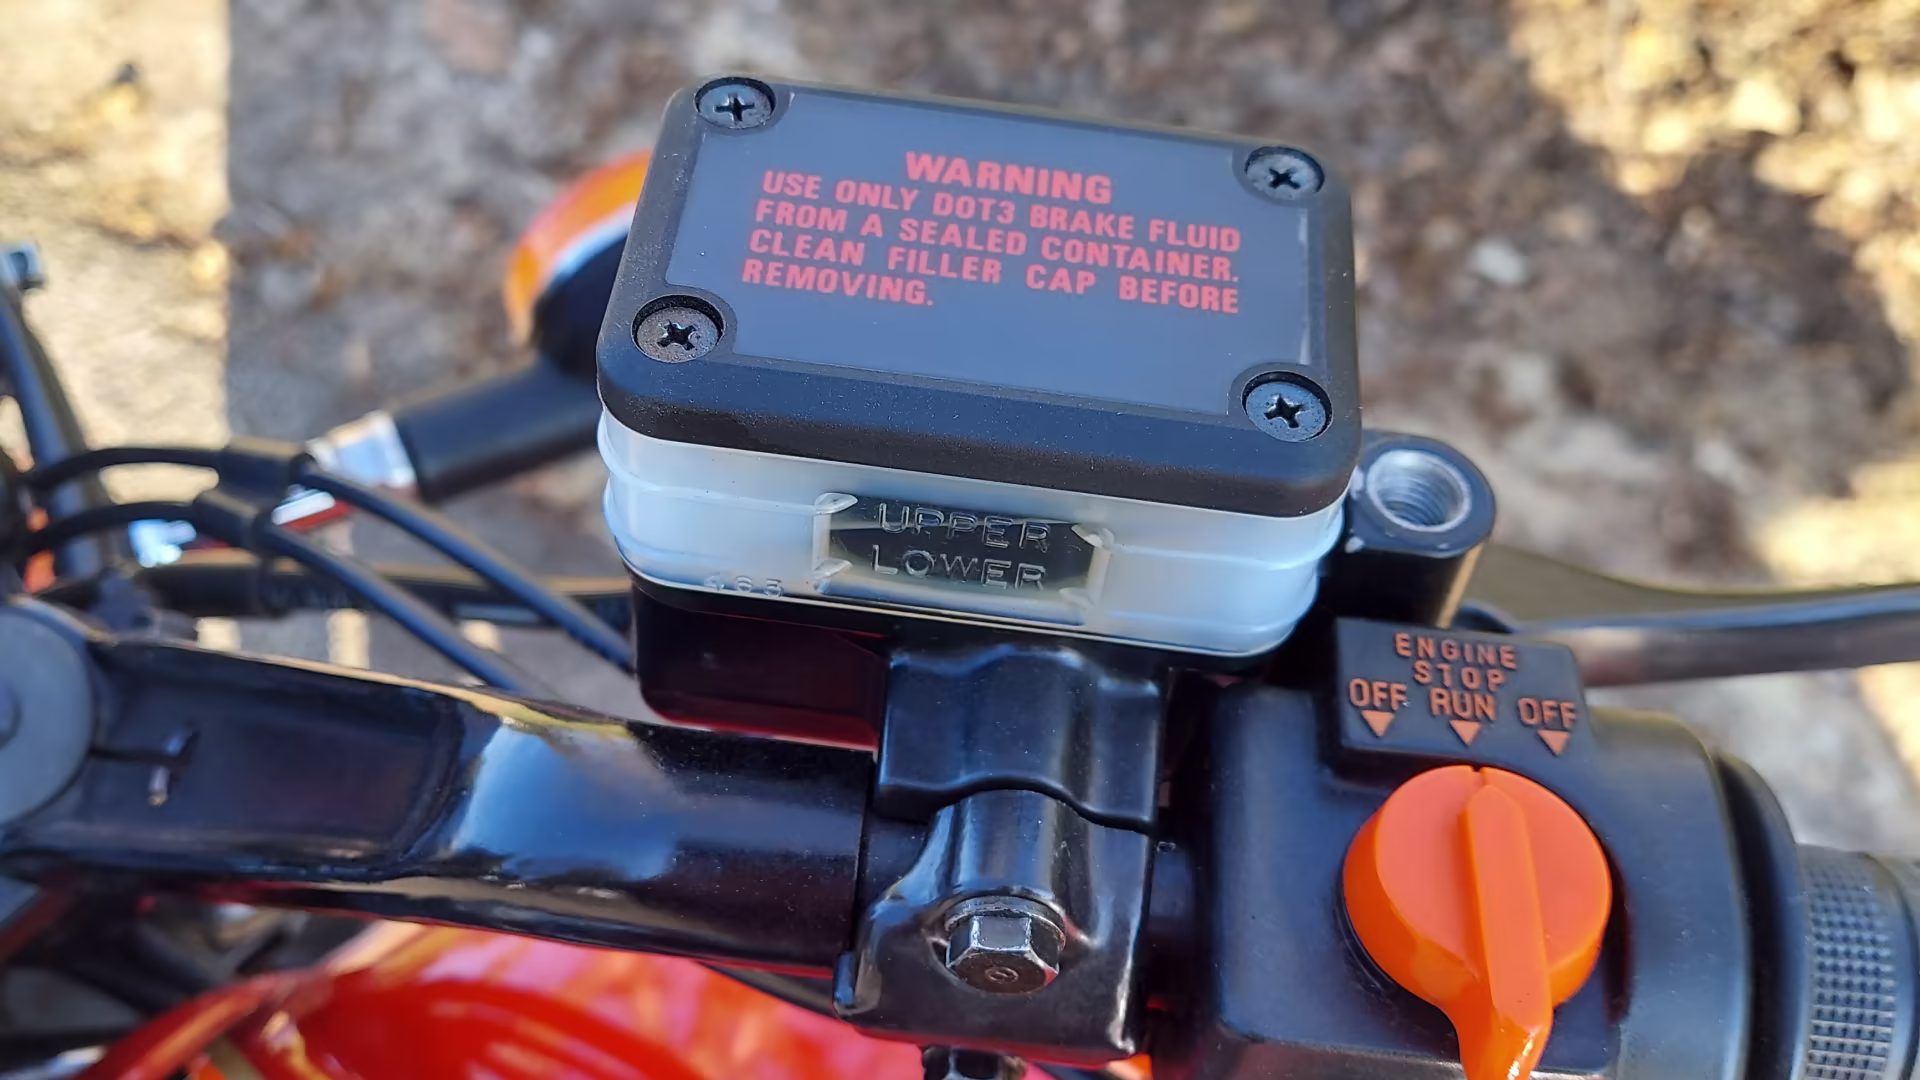 WARNING
USE ONLY DOT3 BRAKE FLUID
FROM A SEALED CONTAINER.
CLEAN FILLER CAP BEFORE
REMOVING.
UPPER
LOWER
465
ENGINE
STOP
OFF RUN OFF